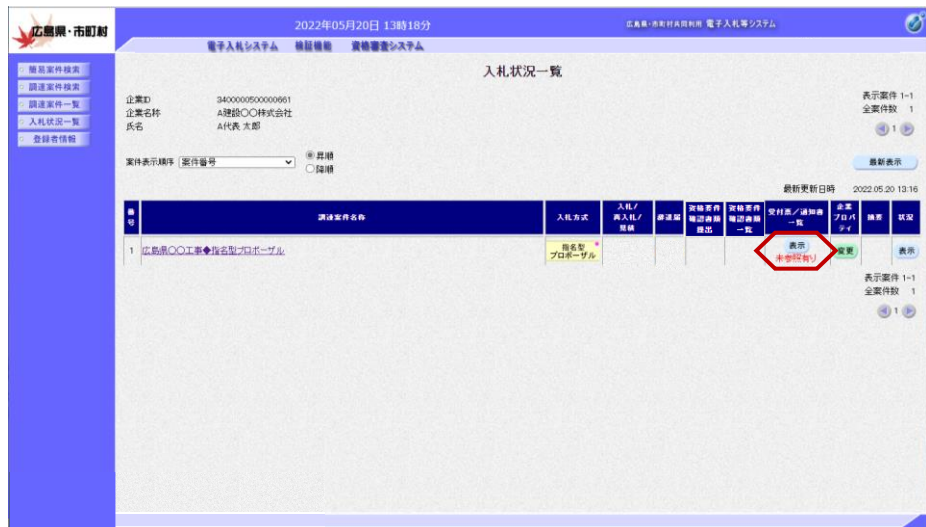 広島県・市町村
2022年05月20日 13時18分
広島県・市町村共同利用 電子入札等システム
電子入札システム 検証機能 資格審査システム
簡易案件検索
調達案件検索
調達案件一覧
入札状況一覧
登録者情報
入札状況一覧
企業ID 3400000500000661
企業名称 A建設〇〇株式会社
氏名 A代表 太郎
表示案件 1-1
全案件数 1
1
案件表示順序 案件番号
昇順
降順
最新表示
最新更新日時 2022.05.20 13:16
番号 調達案件名称 入札方式 入札/再入札/見積 辞退届 資格要件確認書類提出 資格要件確認書類一覧 受付票/通知書一覧 企業プロパティ 摘要 状況
1 広島県〇〇工事◆指名型プロポーザル 指名型プロポーザル 表示 未参照有り 変更 表示
表示案件 1-1
全案件数 1
1